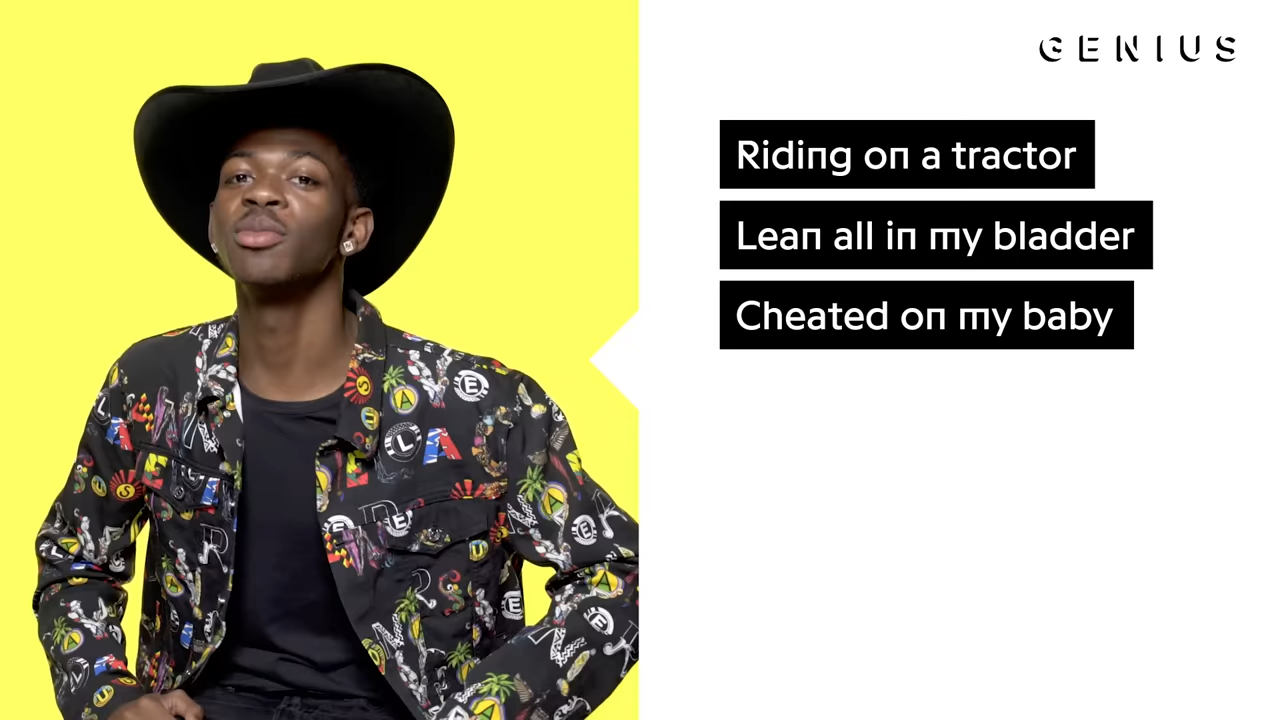 GENIUS
Riding on a tractor
Lean all in my bladder
Cheated on my baby